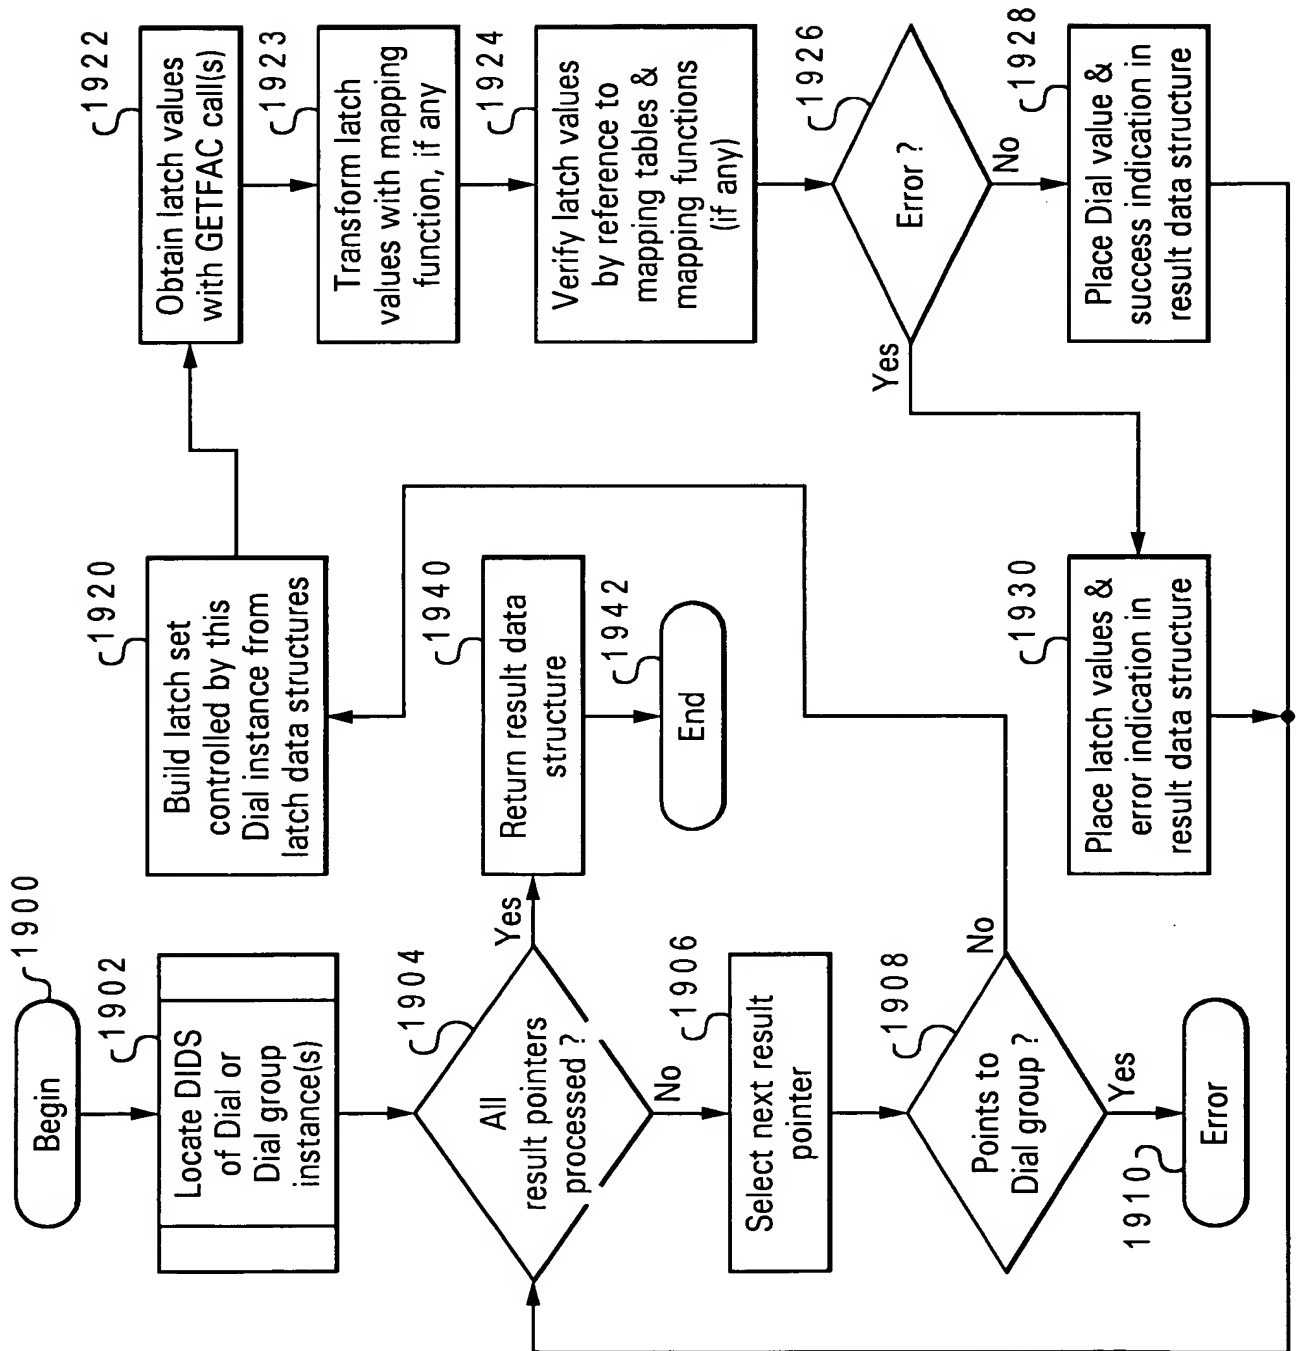 Begin
1900
Locate DIDS
of Dial or
Dial group
instance(s)
1902
All
result pointers
processed ?
1904
Yes
No
Select next result
pointer
1906
Points to
Dial group ?
1908
No
Yes
Error
1910
Build latch set
controlled by this
Dial instance from
latch data structures
1920
Return result data
structure
1940
End
1942
Obtain latch values
with GETFAC call(s)
1922
Transform latch
values with mapping
function, if any
1923
Verify latch values
by reference to
mapping tables &
mapping functions
(if any)
1924
Error ?
1926
Yes
No
Place Dial value &
success indication in
result data structure
1928
Place latch values &
error indication in
result data structure
1930